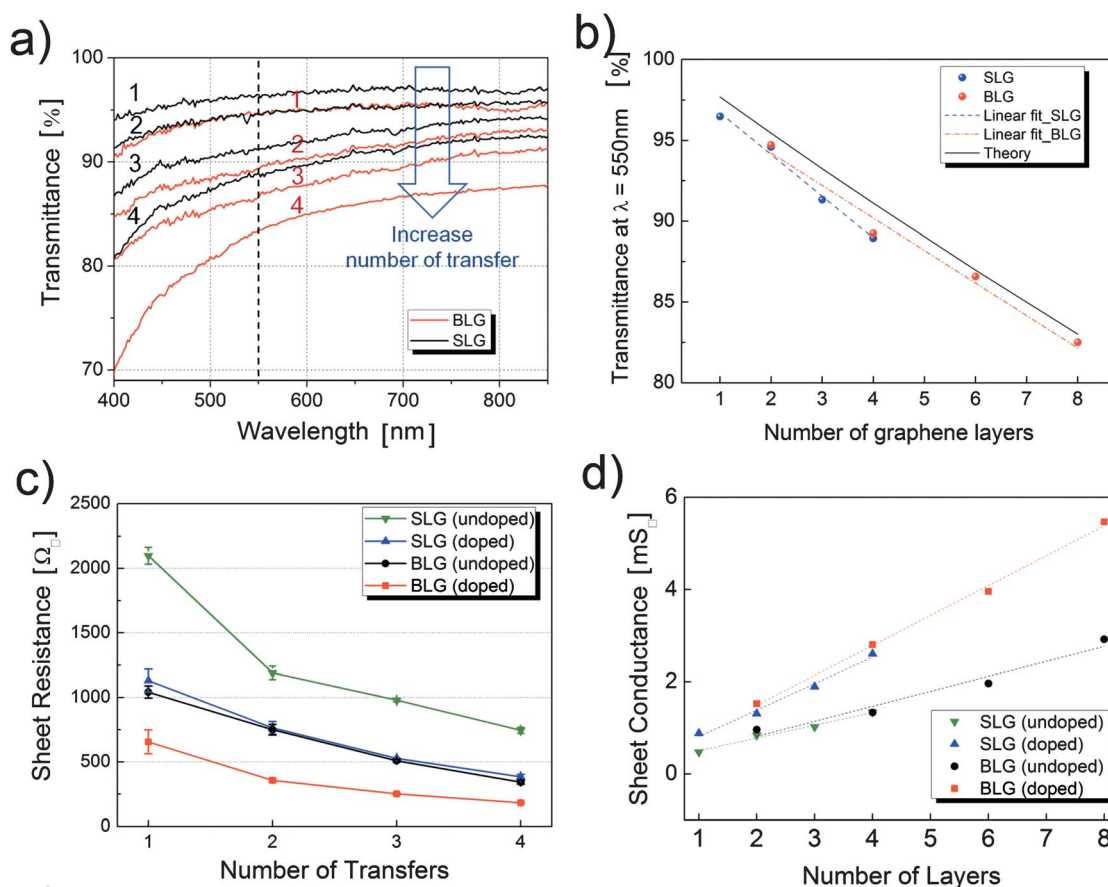 a)
Transmittance [%]
100
90
80
70
1
2
3
4
1
2
3
4
Increase
number of transfer
BLG
SLG
400
500
600
700
800
Wavelength [nm]
b)
Transmittance at λ = 550nm [%]
100
95
90
85
80
SLG
BLG
Linear fit_SLG
Linear fit_BLG
Theory
1
2
3
4
5
6
7
8
Number of graphene layers
c)
Sheet Resistance [Ω□]
2500
2000
1500
1000
500
0
SLG (undoped)
SLG (doped)
BLG (undoped)
BLG (doped)
1
2
3
4
Number of Transfers
d)
Sheet Conductance [mS□]
6
4
2
0
SLG (undoped)
SLG (doped)
BLG (undoped)
BLG (doped)
1
2
3
4
5
6
7
8
Number of Layers